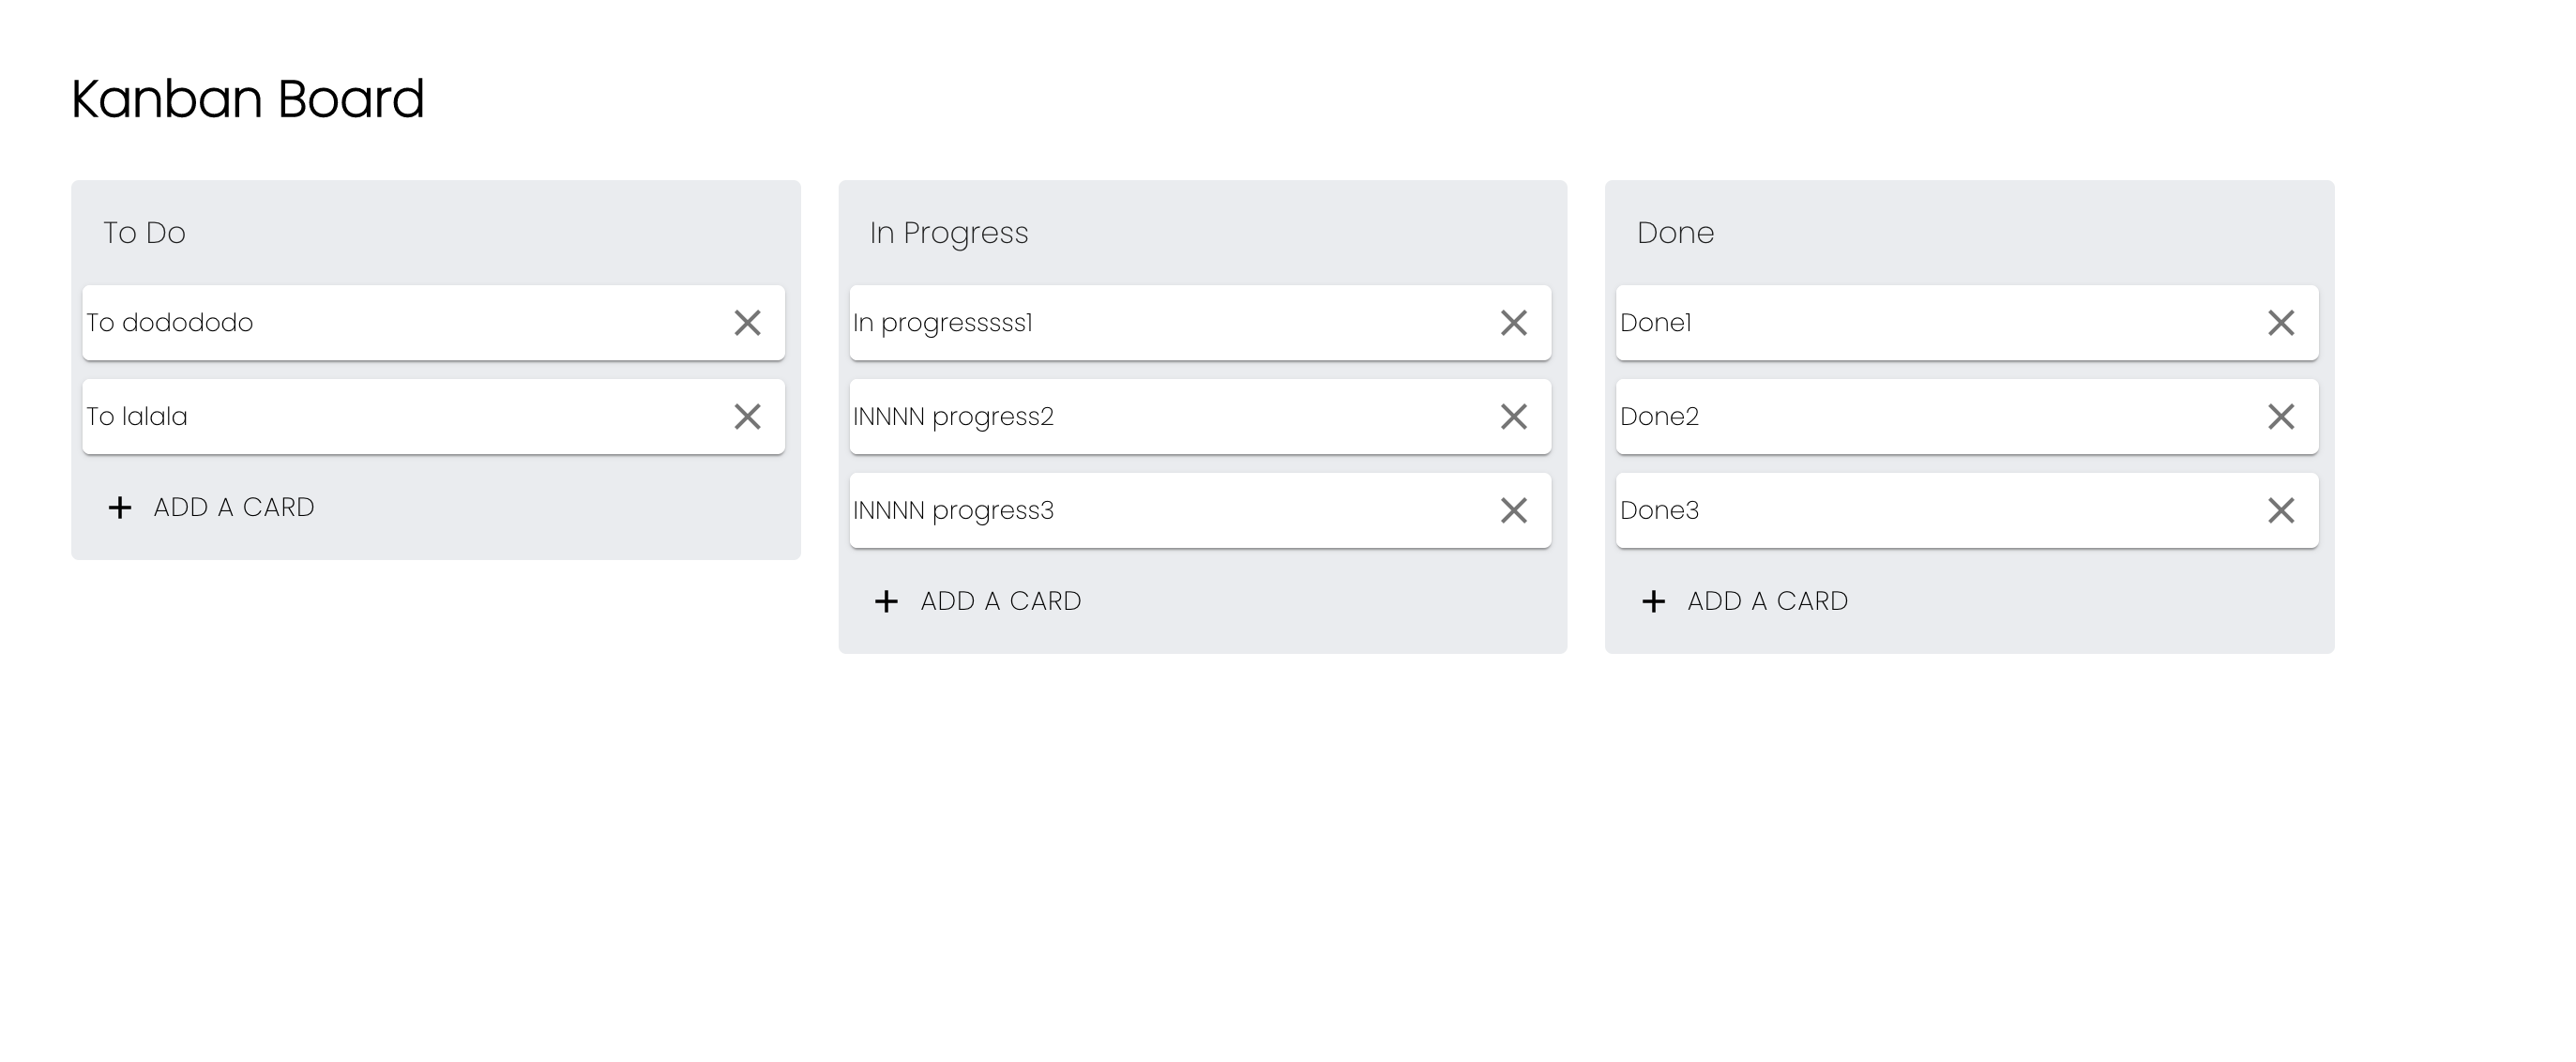 Kanban Board
To Do
To dodododo
To lalala
ADD A CARD
In Progress
In progresssss1
INNNN progress2
INNNN progress3
ADD A CARD
Done
Done1
Done2
Done3
ADD A CARD